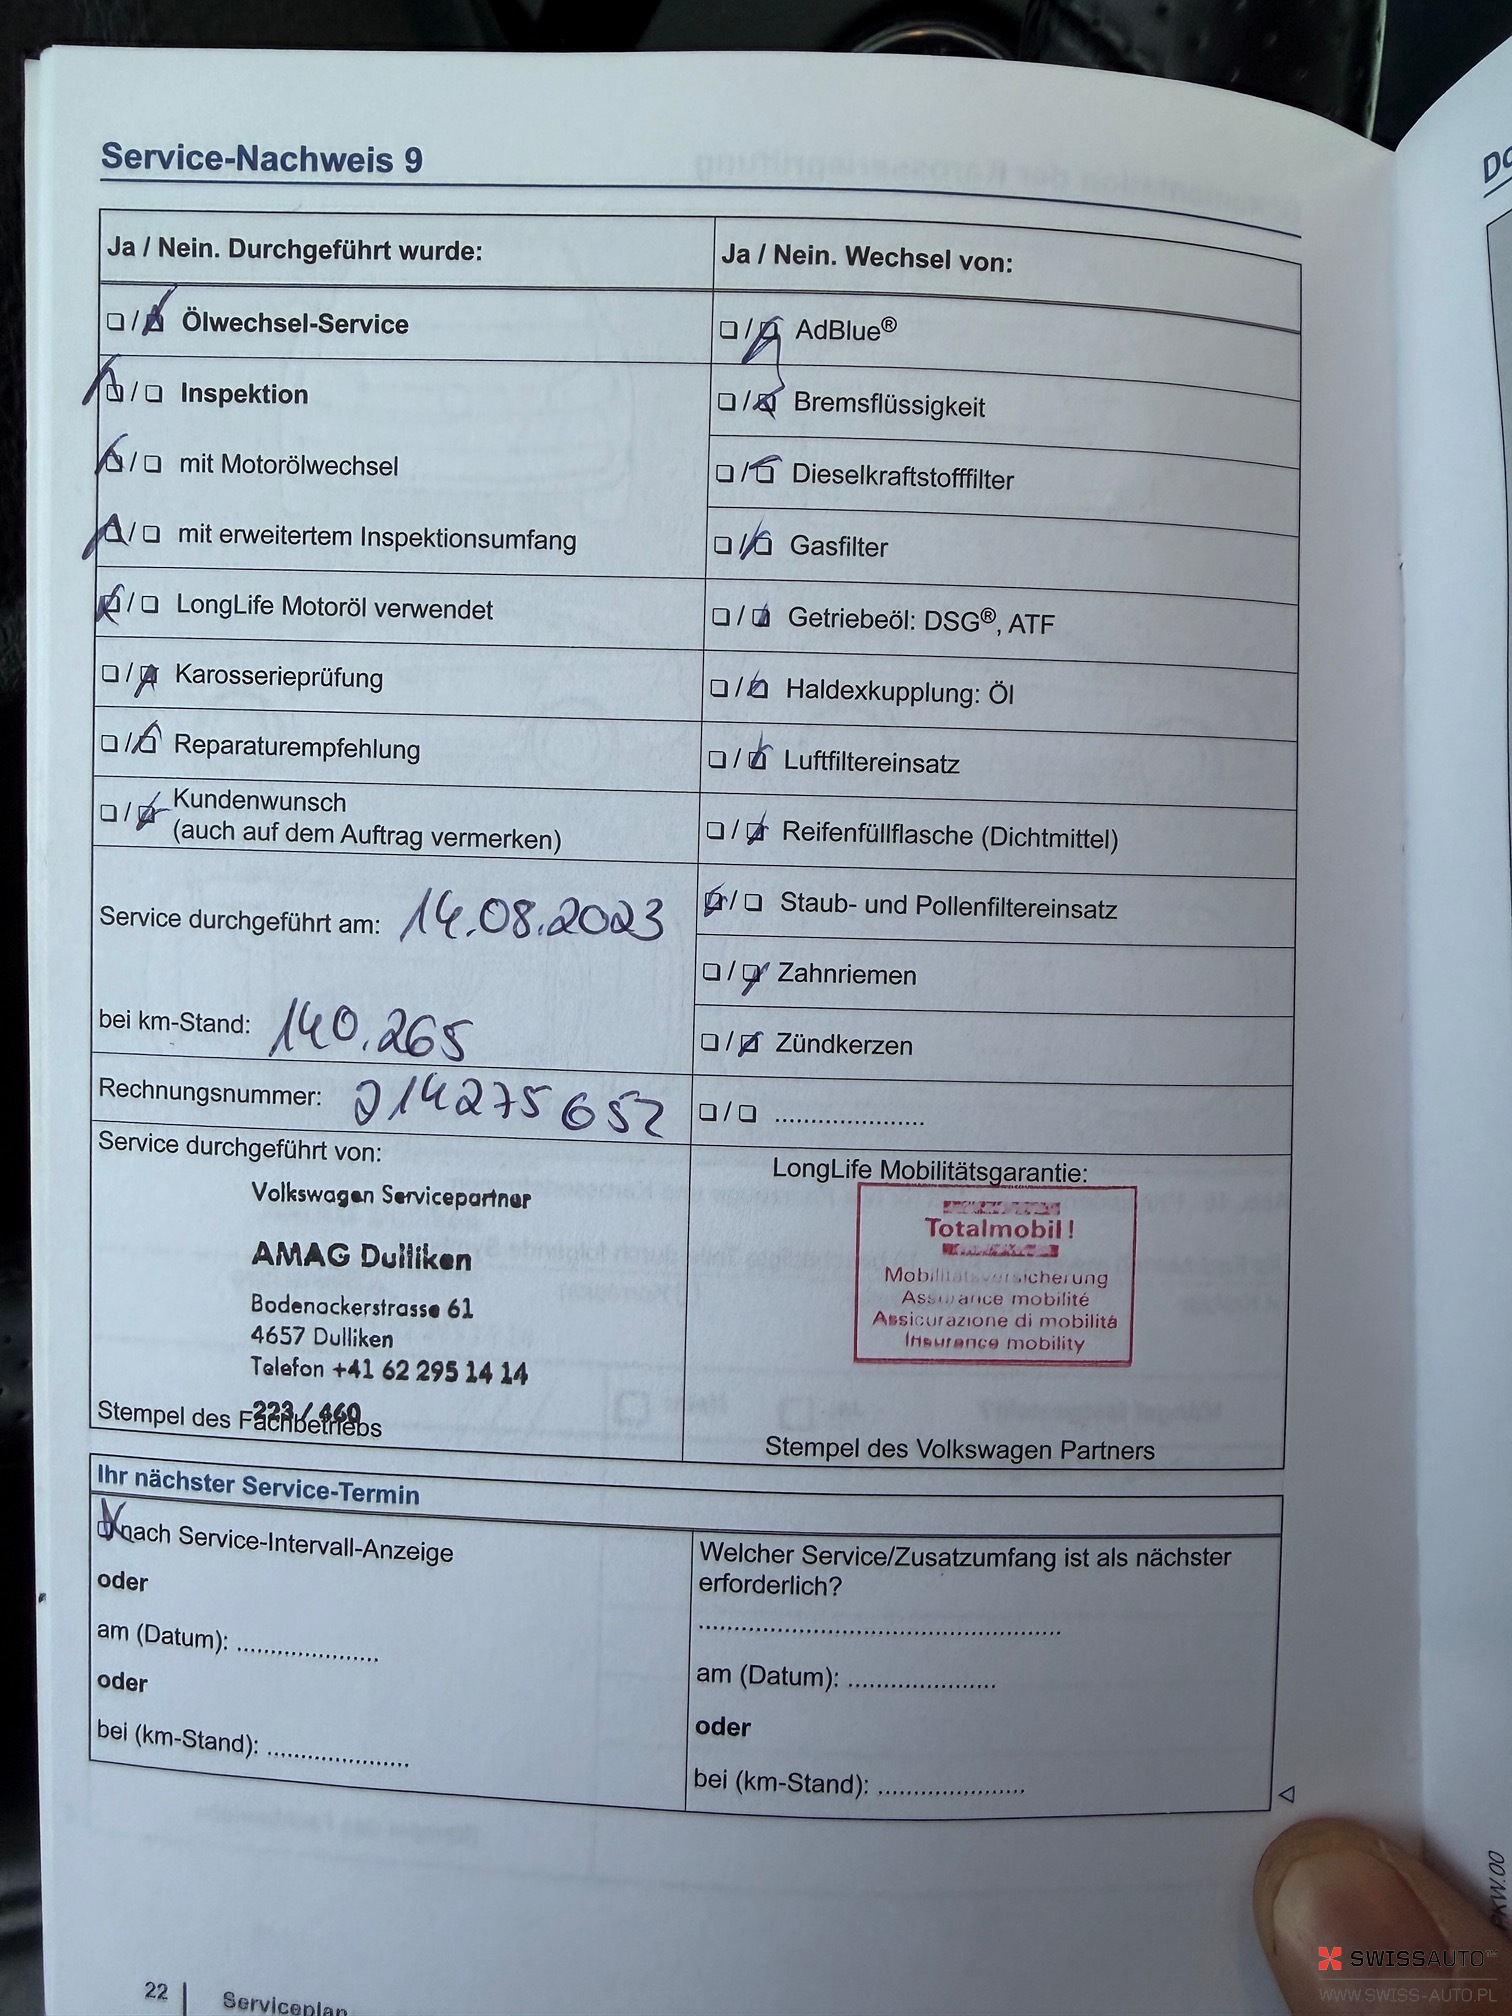 Service-Nachweis 9
Ja / Nein. Durchgeführt wurde:
Ölwechsel-Service
Inspektion
mit Motorölwechsel
mit erweitertem Inspektionsumfang
LongLife Motoröl verwendet
Karosserieprüfung
Reparaturempfehlung
Kundenwunsch
(auch auf dem Auftrag vermerken)
Service durchgeführt am: 14.08.2023
bei km-Stand: 140.265
Rechnungsnummer: 214275652
Service durchgeführt von:
Volkswagen Servicepartner
AMAG Dulliken
Bodenackerstrasse 61
4657 Dulliken
Telefon +41 62 295 14 14
223 / 460
Stempel des Fachbetriebs
Ja / Nein. Wechsel von:
AdBlue®
Bremsflüssigkeit
Dieselkraftstofffilter
Gasfilter
Getriebeöl: DSG®, ATF
Haldexkupplung: Öl
Luftfiltereinsatz
Reifenfüllflasche (Dichtmittel)
Staub- und Pollenfiltereinsatz
Zahnriemen
Zündkerzen
.....................
LongLife Mobilitätsgarantie:
Totalmobil!
Mobilitätsversicherung
Assurance mobilité
Assicurazione di mobilità
Insurance mobility
Stempel des Volkswagen Partners
Ihr nächster Service-Termin
nach Service-Intervall-Anzeige
oder
am (Datum): ....................
oder
bei (km-Stand): ....................
Welcher Service/Zusatzumfang ist als nächster
erforderlich?
...................................................
am (Datum): .....................
oder
bei (km-Stand): .....................
22
Serviceplan
PKW.00
SWISSAUTO
WWW.SWISS-AUTO.PL